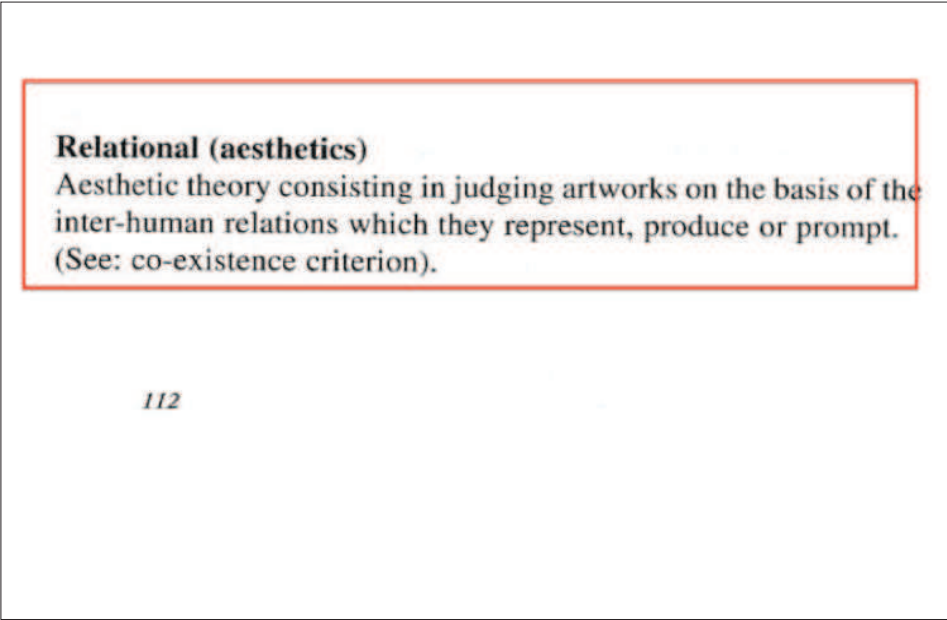 Relational (aesthetics)
Aesthetic theory consisting in judging artworks on the basis of the
inter-human relations which they represent, produce or prompt.
(See: co-existence criterion).
112